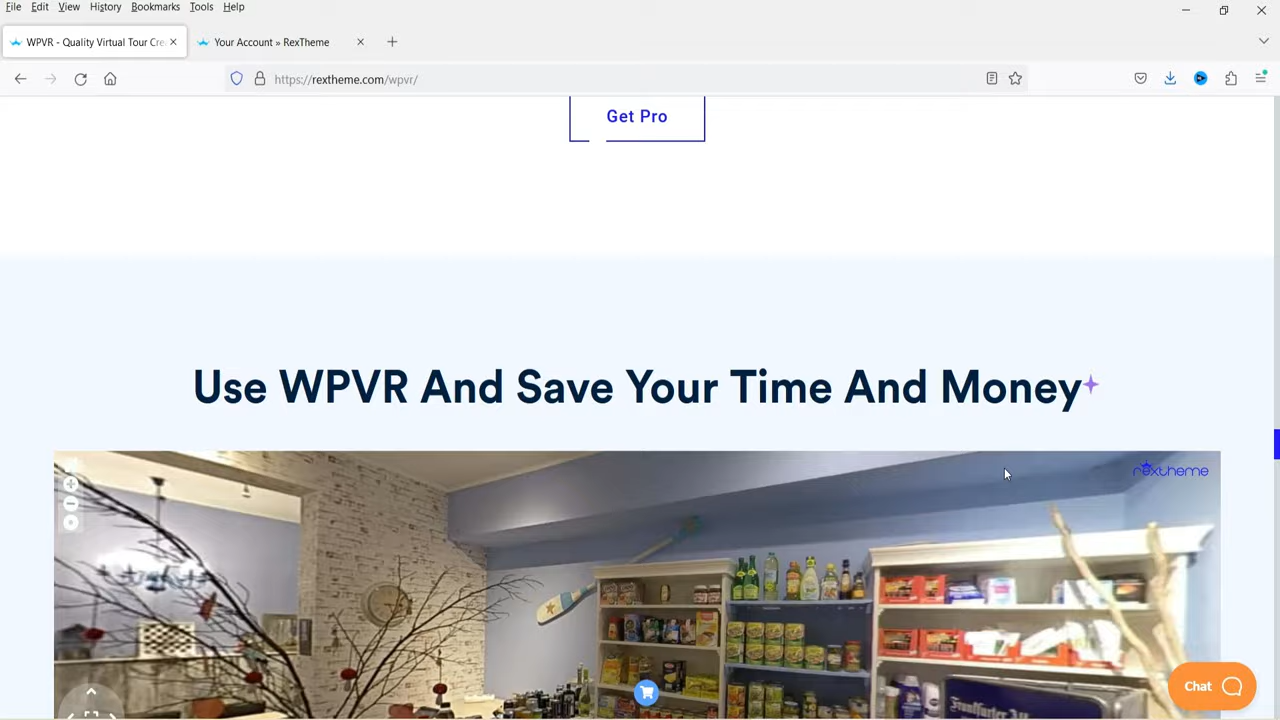 File Edit View History Bookmarks Tools Help
WPVR - Quality Virtual Tour Cre
Your Account » RexTheme
https://rextheme.com/wpvr/
Get Pro
Use WPVR And Save Your Time And Money
rextheme
Chat